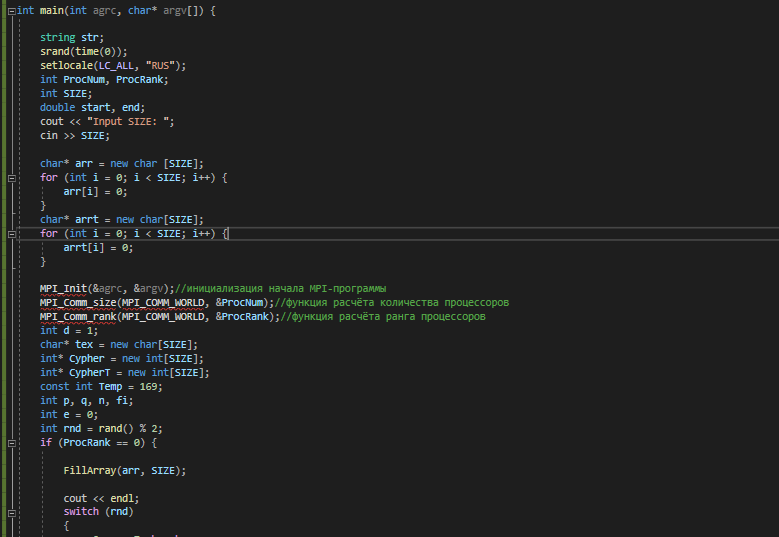 int main(int agrc, char* argv[]) {
string str;
srand(time(0));
setlocale(LC_ALL, "RUS");
int ProcNum, ProcRank;
int SIZE;
double start, end;
cout << "Input SIZE: ";
cin >> SIZE;
char* arr = new char [SIZE];
for (int i = 0; i < SIZE; i++) {
arr[i] = 0;
}
char* arrt = new char[SIZE];
for (int i = 0; i < SIZE; i++) {
arrt[i] = 0;
}
MPI_Init(&agrc, &argv);//инициализация начала MPI-программы
MPI_Comm_size(MPI_COMM_WORLD, &ProcNum);//функция расчёта количества процессоров
MPI_Comm_rank(MPI_COMM_WORLD, &ProcRank);//функция расчёта ранга процессоров
int d = 1;
char* tex = new char[SIZE];
int* Cypher = new int[SIZE];
int* CypherT = new int[SIZE];
const int Temp = 169;
int p, q, n, fi;
int e = 0;
int rnd = rand() % 2;
if (ProcRank == 0) {
FillArray(arr, SIZE);
cout << endl;
switch (rnd)
{